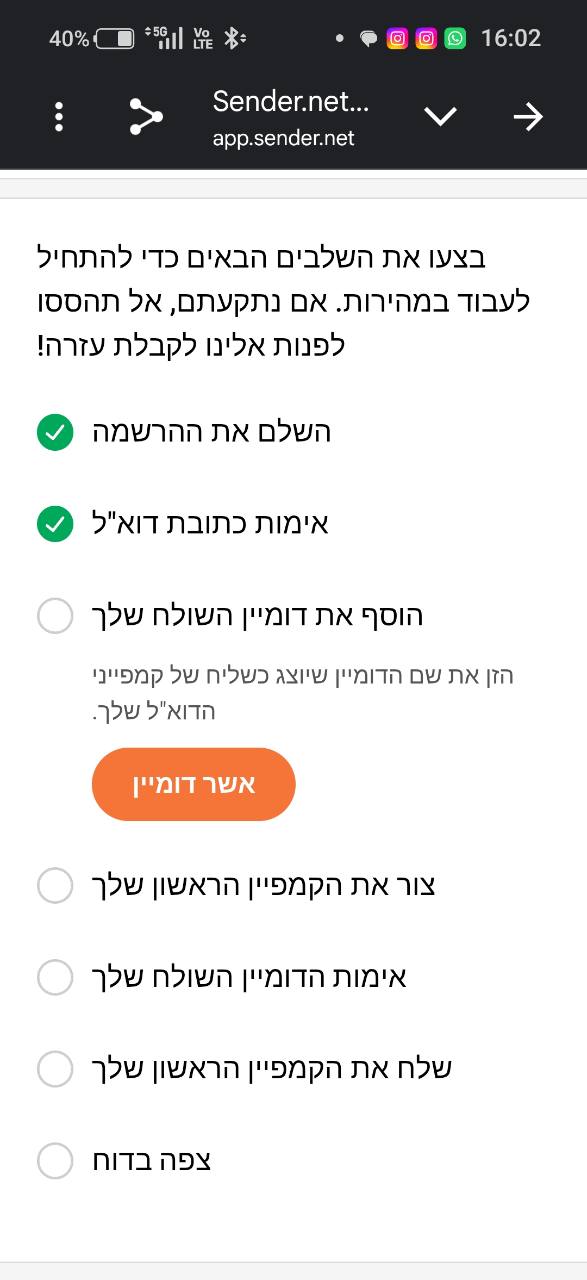 40%
5G
Vo LTE
16:02
Sender.net...
app.sender.net
בצעו את השלבים הבאים כדי להתחיל
לעבוד במהירות. אם נתקעתם, אל תהססו
לפנות אלינו לקבלת עזרה!
השלם את ההרשמה
אימות כתובת דוא"ל
הוסף את דומיין השולח שלך
הזן את שם הדומיין שיוצג כשליח של קמפייני
הדוא"ל שלך.
אשר דומיין
צור את הקמפיין הראשון שלך
אימות הדומיין השולח שלך
שלח את הקמפיין הראשון שלך
צפה בדוח